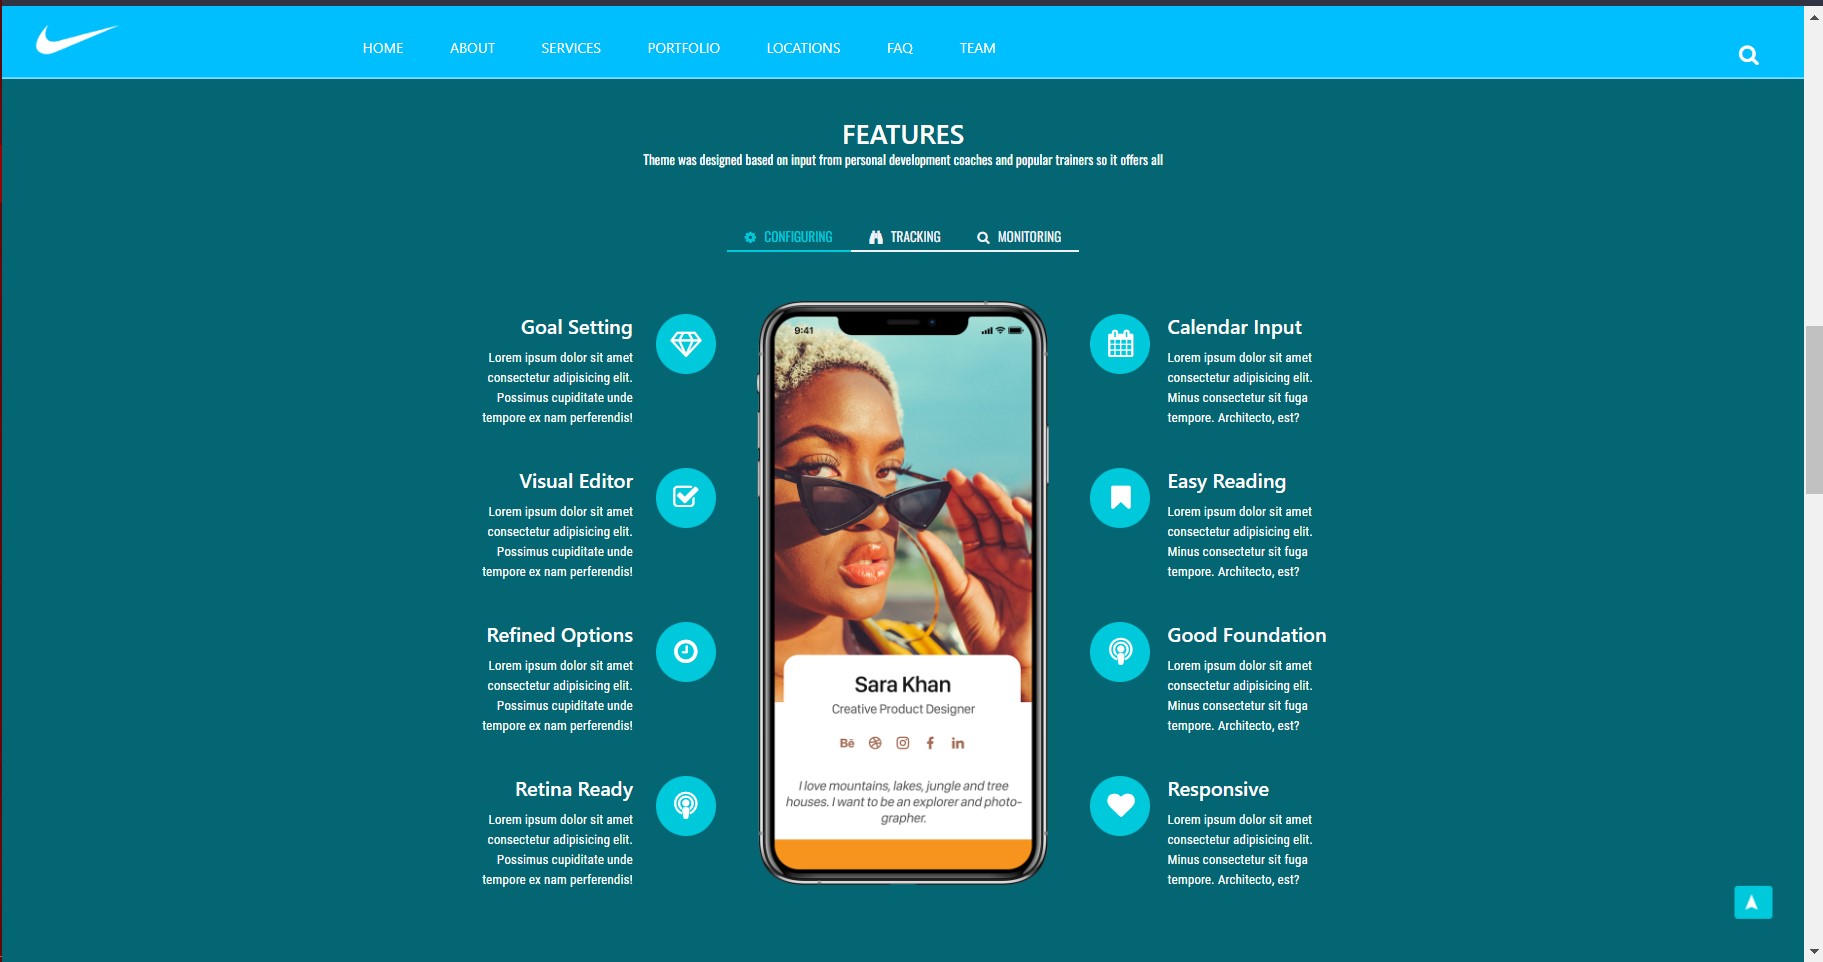 HOME ABOUT SERVICES PORTFOLIO LOCATIONS FAQ TEAM
FEATURES
Theme was designed based on input from personal development coaches and popular trainers so it offers all
CONFIGURING TRACKING MONITORING
Goal Setting
Lorem ipsum dolor sit amet
consectetur adipisicing elit.
Possimus cupiditate unde
tempore ex nam perferendis!
Visual Editor
Lorem ipsum dolor sit amet
consectetur adipisicing elit.
Possimus cupiditate unde
tempore ex nam perferendis!
Refined Options
Lorem ipsum dolor sit amet
consectetur adipisicing elit.
Possimus cupiditate unde
tempore ex nam perferendis!
Retina Ready
Lorem ipsum dolor sit amet
consectetur adipisicing elit.
Possimus cupiditate unde
tempore ex nam perferendis!
9:41
Sara Khan
Creative Product Designer
Bē
I love mountains, lakes, jungle and tree
houses. I want to be an explorer and photo-
grapher.
Calendar Input
Lorem ipsum dolor sit amet
consectetur adipisicing elit.
Minus consectetur sit fuga
tempore. Architecto, est?
Easy Reading
Lorem ipsum dolor sit amet
consectetur adipisicing elit.
Minus consectetur sit fuga
tempore. Architecto, est?
Good Foundation
Lorem ipsum dolor sit amet
consectetur adipisicing elit.
Minus consectetur sit fuga
tempore. Architecto, est?
Responsive
Lorem ipsum dolor sit amet
consectetur adipisicing elit.
Minus consectetur sit fuga
tempore. Architecto, est?